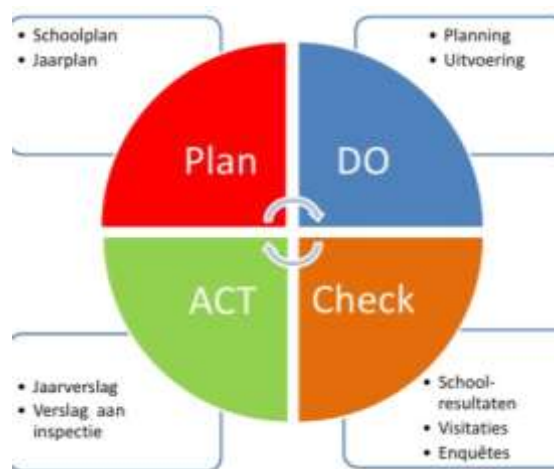 • Schoolplan
• Jaarplan
• Planning
• Uitvoering
Plan
DO
ACT
Check
• Jaarverslag
• Verslag aan
inspectie
• School-
resultaten
• Visitaties
• Enquêtes